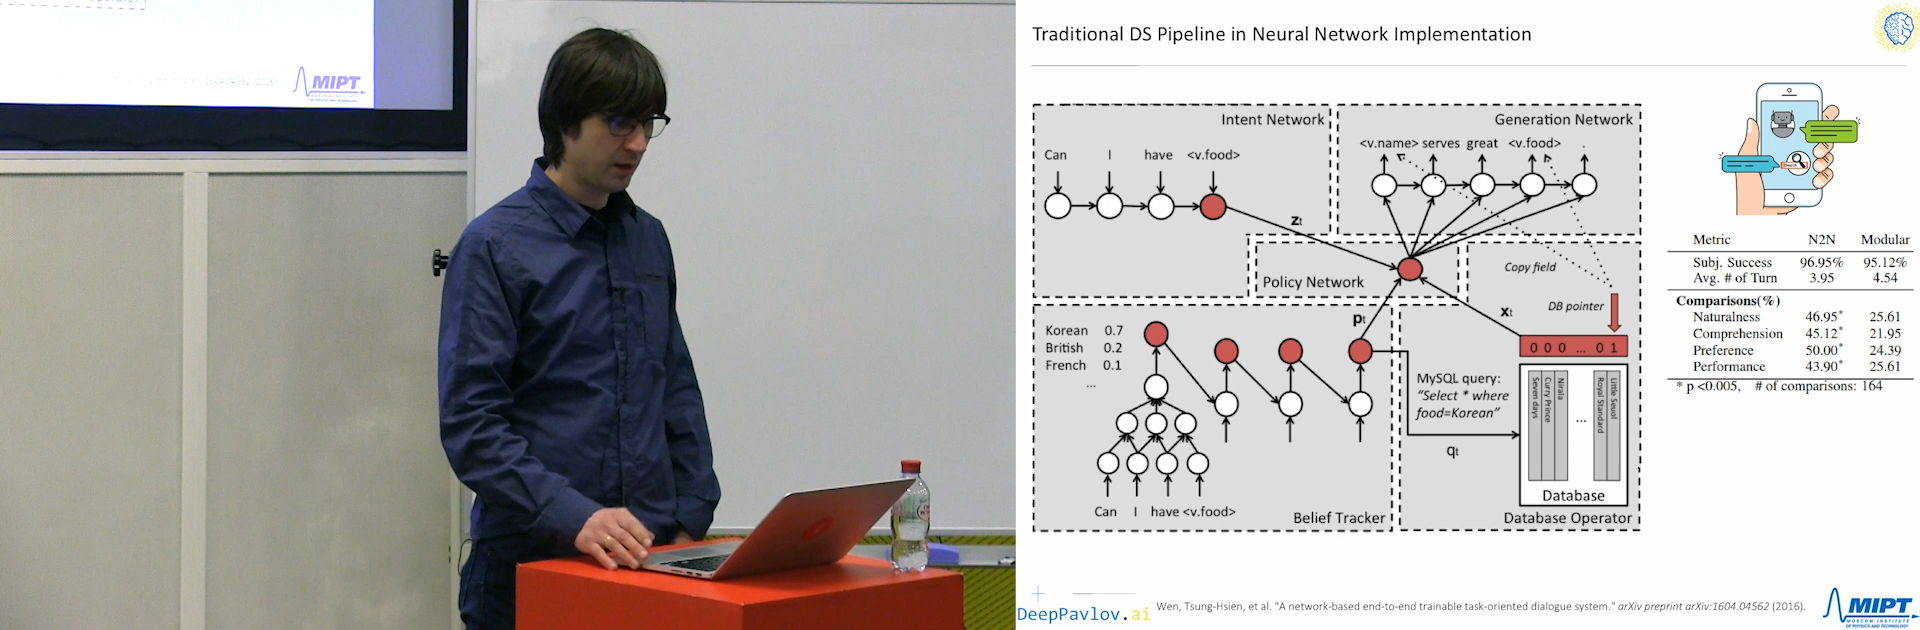 MIPT
Traditional DS Pipeline in Neural Network Implementation
Intent Network
Can I have <v.food>
Generation Network
<v.name> serves great <v.food> .
zt
Policy Network
Copy field
DB pointer
xt
pt
0 0 0 ... 0 1
Korean 0.7
British 0.2
French 0.1
...
MySQL query:
"Select * where
food=Korean"
qt
Seven days
Curry Prince
Nirala
...
Royal Standard
Little Seuol
Database
Can I have <v.food>
Belief Tracker
Database Operator
Metric N2N Modular
Subj. Success 96.95% 95.12%
Avg. # of Turn 3.95 4.54
Comparisons(%)
Naturalness 46.95* 25.61
Comprehension 45.12* 21.95
Preference 50.00* 24.39
Performance 43.90* 25.61
* p <0.005, # of comparisons: 164
DeepPavlov.ai
Wen, Tsung-Hsien, et al. "A network-based end-to-end trainable task-oriented dialogue system." arXiv preprint arXiv:1604.04562 (2016).
MIPT
MOSCOW INSTITUTE
OF PHYSICS AND TECHNOLOGY